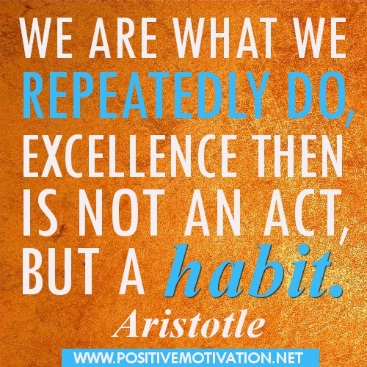 WE ARE WHAT WE
REPEATEDLY DO,
EXCELLENCE THEN
IS NOT AN ACT,
BUT A habit.
Aristotle
WWW.POSITIVEMOTIVATION.NET